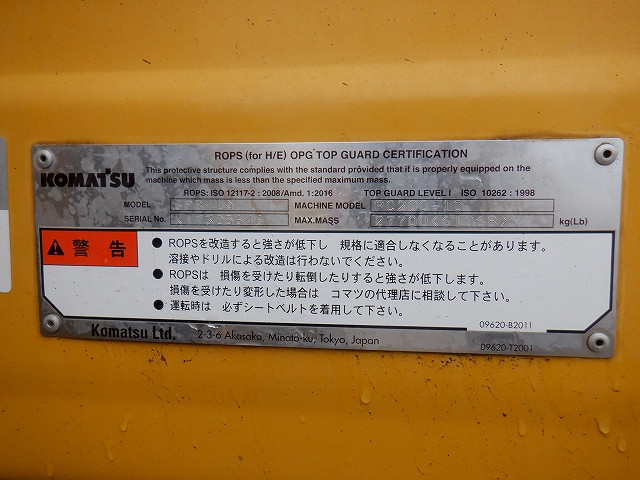 ROPS (for H/E) OPG TOP GUARD CERTIFICATION
KOMATSU
This protective structure complies with the standard provided that it is properly equipped on the
machine which mass is less than the specified maximum mass.
ROPS: ISO 12117-2 : 2008/Amd. 1:2016 TOP GUARD LEVEL I ISO 10262 : 1998
MODEL MACHINE MODEL
SERIAL No. MAX.MASS kg(Lb)
警告
● ROPSを改造すると強さが低下し 規格に適合しなくなることがあります。
溶接やドリルによる改造は行わないでください。
● ROPSは 損傷を受けたり転倒したりすると強さが低下します。
損傷を受けたり変形した場合は コマツの代理店に相談して下さい。
● 運転時は 必ずシートベルトを着用して下さい。
09620-B2011
Komatsu Ltd. 2-3-6 Akasaka, Minato-ku, Tokyo, Japan
09620-T2001